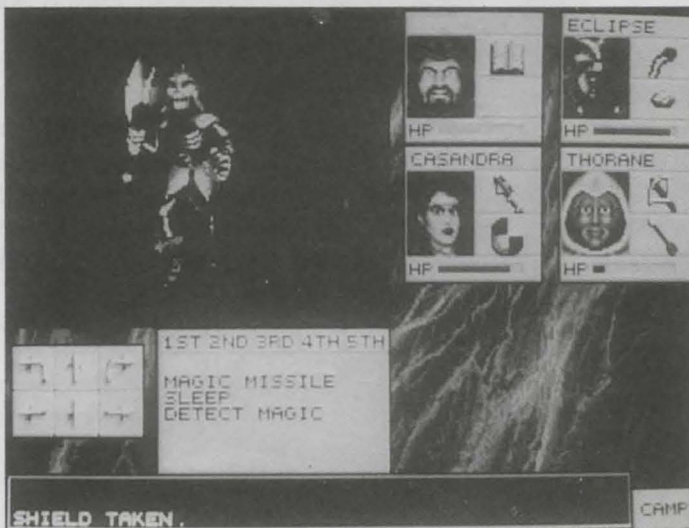 ECLIPSE
HP HP
CASANDRA THORANE
HP HP
1ST 2ND 3RD 4TH 5TH
MAGIC MISSILE
SLEEP
DETECT MAGIC
SHIELD TAKEN.
CAMP